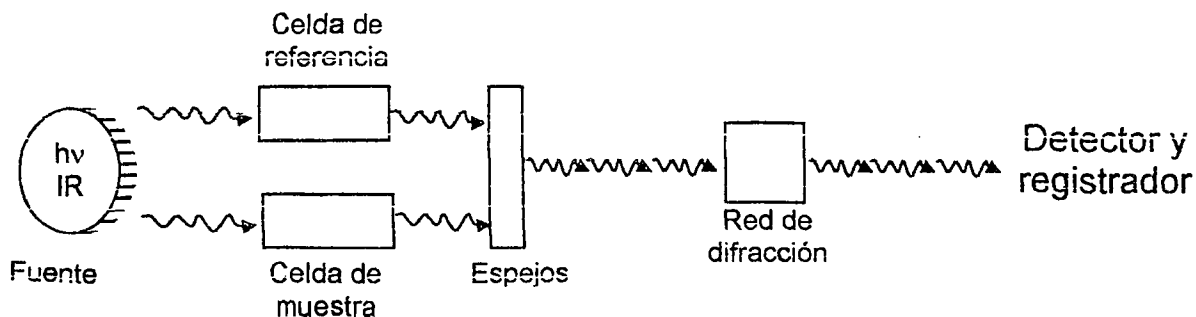 Celda de
referencia
hν
IR
Fuente
Celda de
muestra
Espejos
Red de
difracción
Detector y
registrador